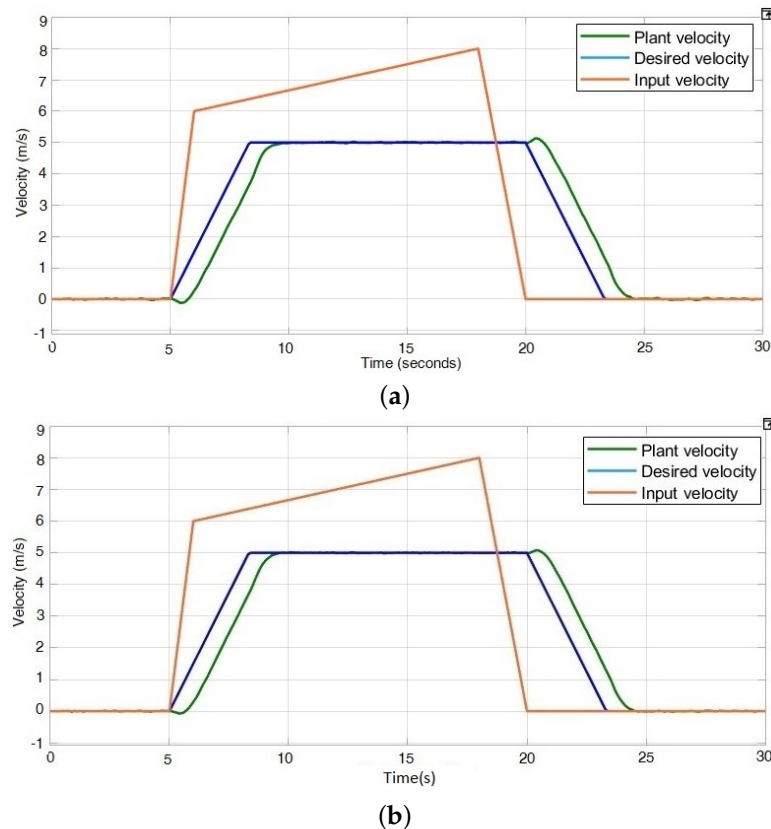 9
8
7
6
5
4
3
2
1
0
-1
Velocity (m/s)
Plant velocity
Desired velocity
Input velocity
0 5 10 15 20 25 30
Time (seconds)
(a)
9
8
7
6
5
4
3
2
1
0
-1
Velocity (m/s)
Plant velocity
Desired velocity
Input velocity
0 5 10 15 20 25 30
Time(s)
(b)